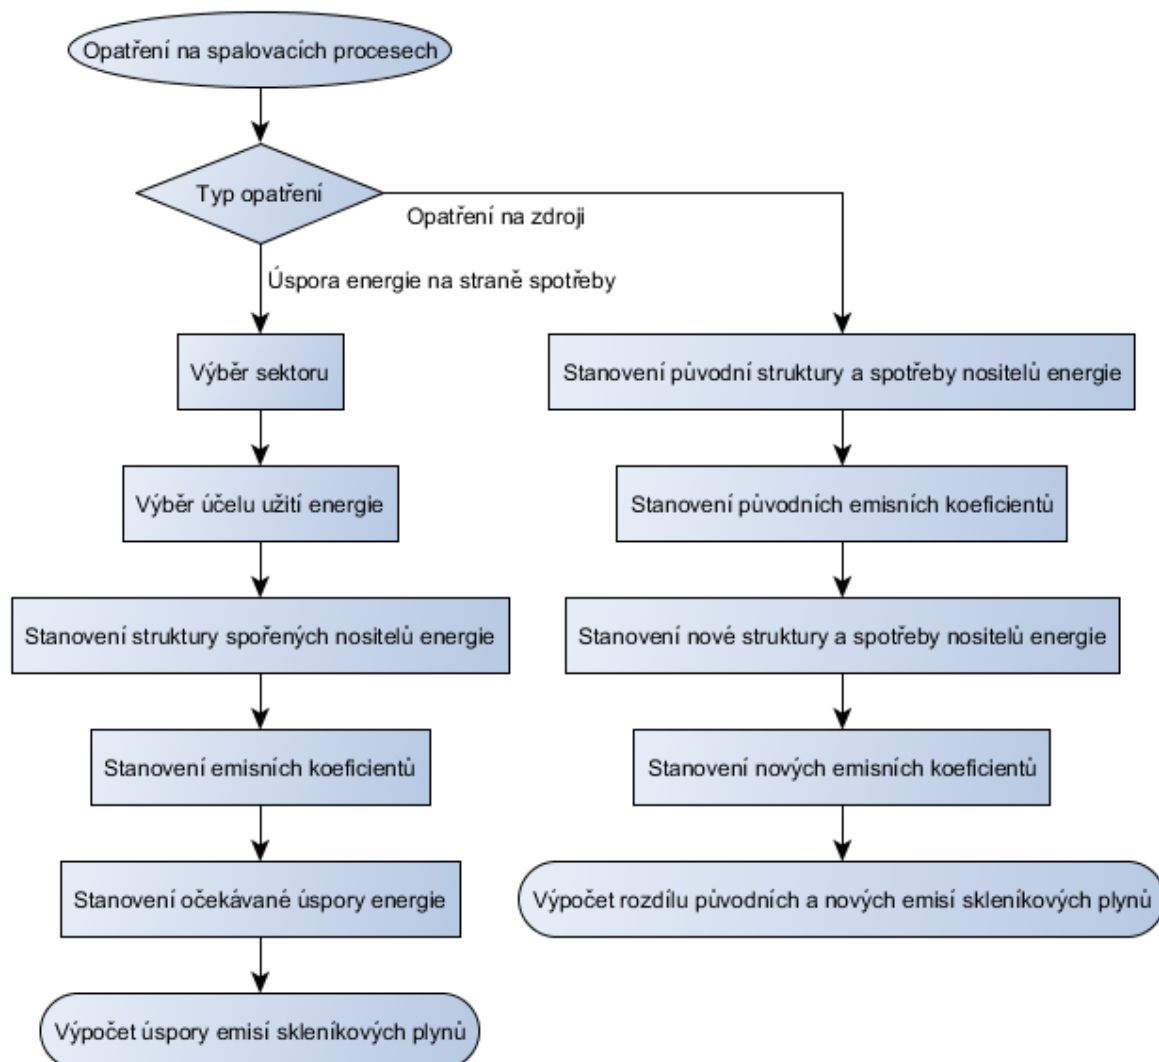 Opatření na spalovacích procesech
Typ opatření
Opatření na zdroji
Úspora energie na straně spotřeby
Výběr sektoru
Výběr účelu užití energie
Stanovení struktury spořených nositelů energie
Stanovení emisních koeficientů
Stanovení očekávané úspory energie
Výpočet úspory emisí skleníkových plynů
Stanovení původní struktury a spotřeby nositelů energie
Stanovení původních emisních koeficientů
Stanovení nové struktury a spotřeby nositelů energie
Stanovení nových emisních koeficientů
Výpočet rozdílu původních a nových emisí skleníkových plynů